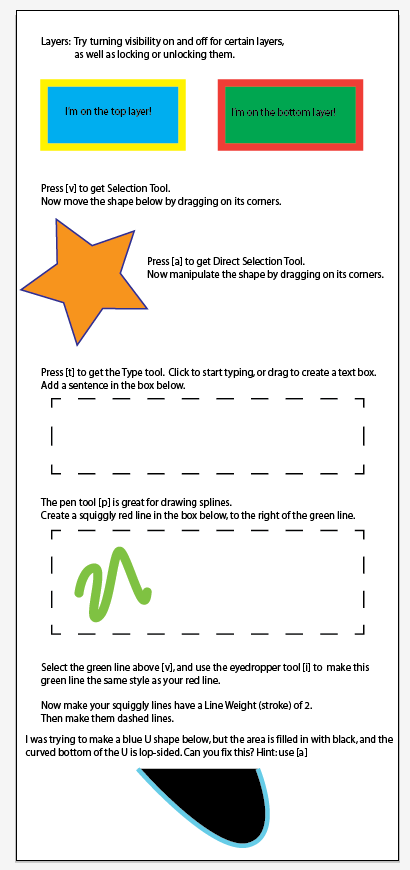 Layers: Try turning visibility on and off for certain layers,
as well as locking or unlocking them.
I'm on the top layer!
I'm on the bottom layer!
Press [v] to get Selection Tool.
Now move the shape below by dragging on its corners.
Press [a] to get Direct Selection Tool.
Now manipulate the shape by dragging on its corners.
Press [t] to get the Type tool. Click to start typing, or drag to create a text box.
Add a sentence in the box below.
The pen tool [p] is great for drawing splines.
Create a squiggly red line in the box below, to the right of the green line.
Select the green line above [v], and use the eyedropper tool [i] to make this
green line the same style as your red line.
Now make your squiggly lines have a Line Weight (stroke) of 2.
Then make them dashed lines.
I was trying to make a blue U shape below, but the area is filled in with black, and the
curved bottom of the U is lop-sided. Can you fix this? Hint: use [a]